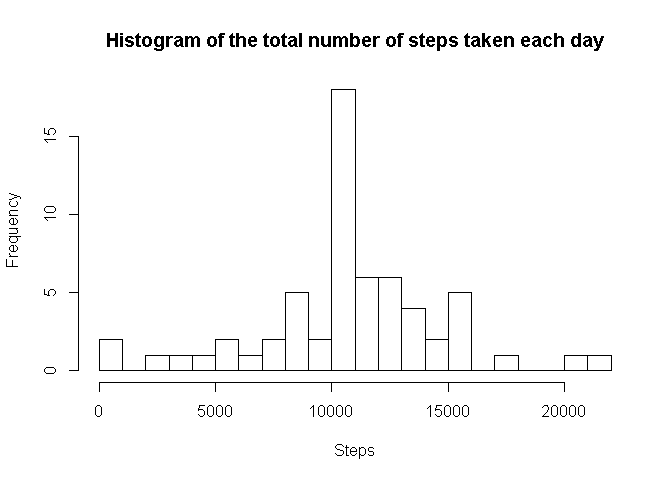 Histogram of the total number of steps taken each day
Frequency
15
10
5
0
0 5000 10000 15000 20000
Steps